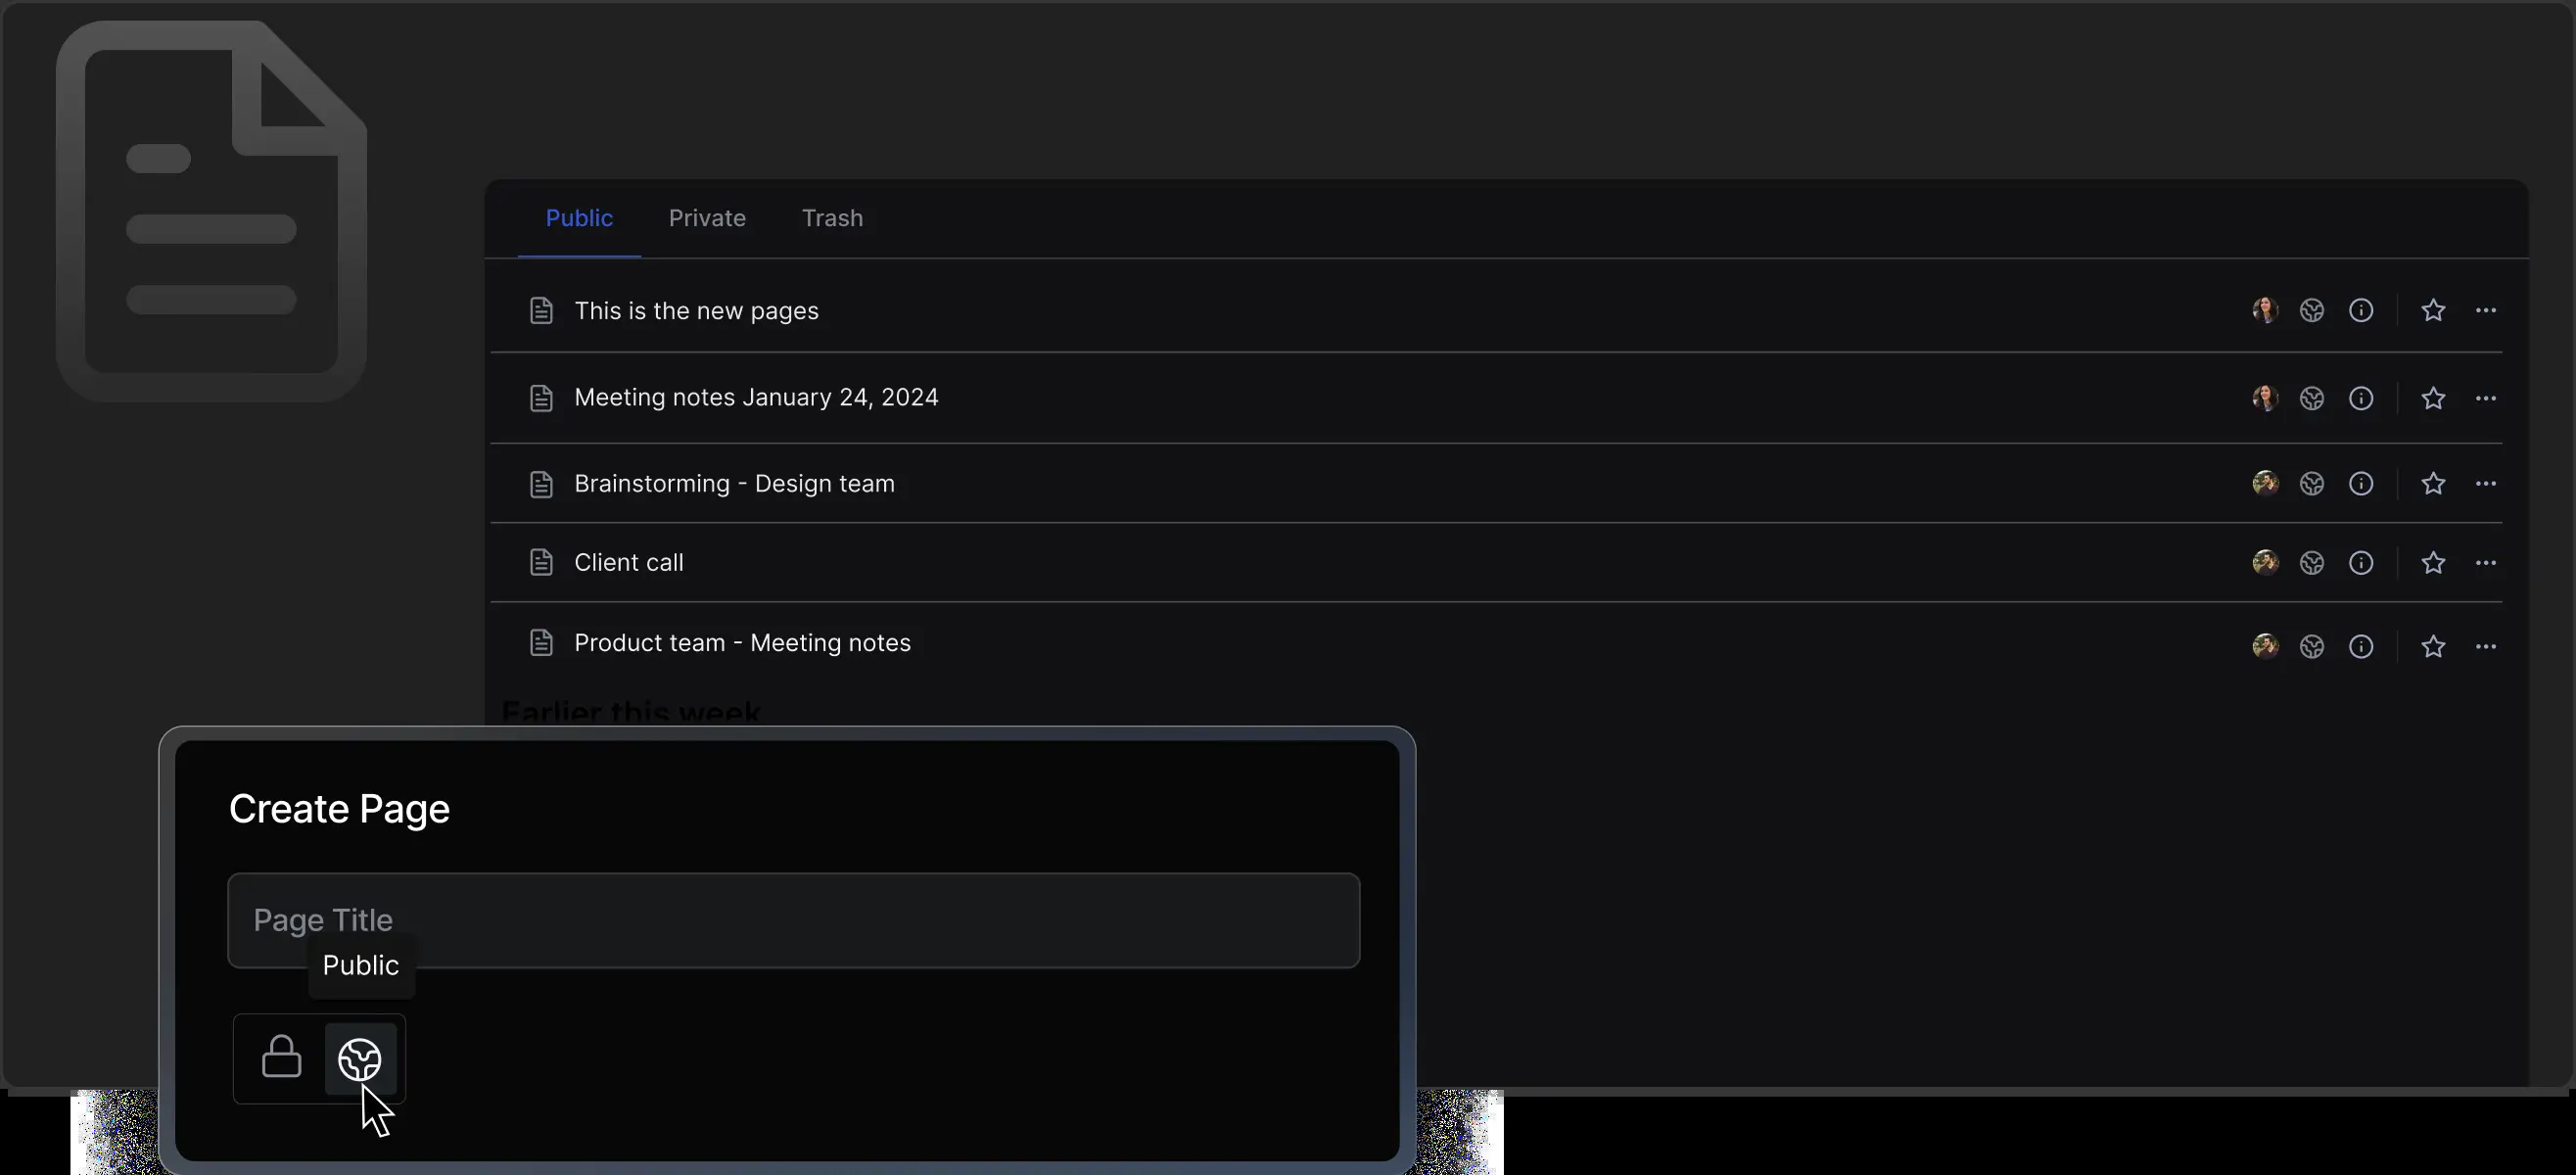 Public Private Trash
This is the new pages
Meeting notes January 24, 2024
Brainstorming - Design team
Client call
Product team - Meeting notes
Earlier this week
Create Page
Page Title
Public